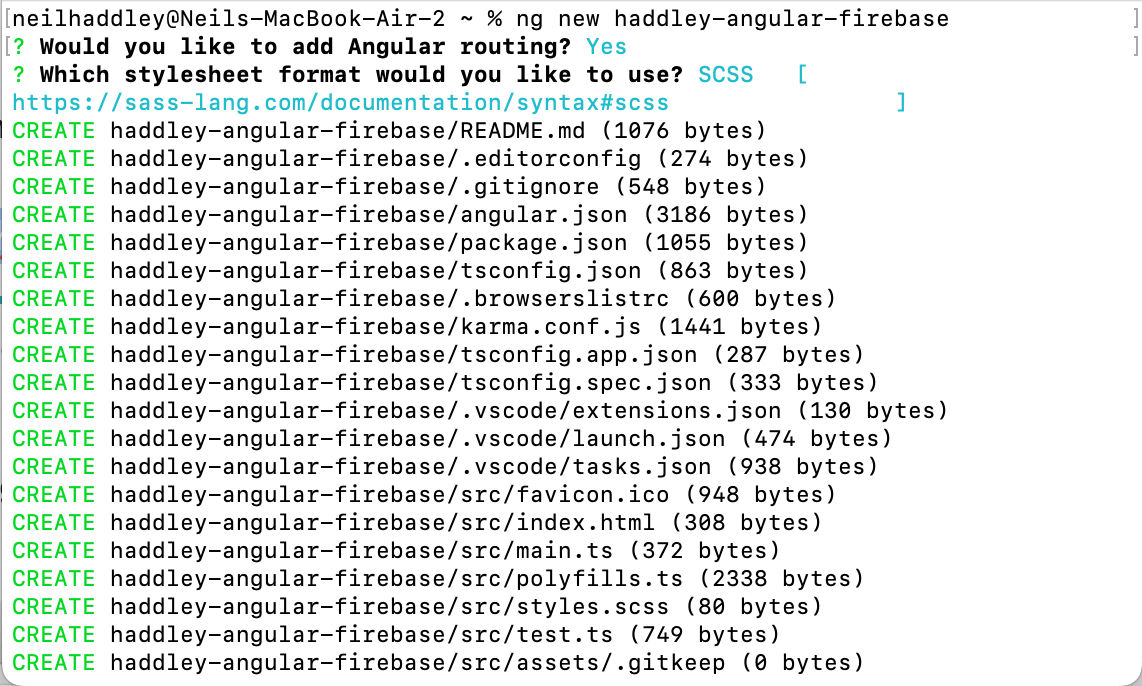 [neilhaddley@Neils-MacBook-Air-2 ~ % ng new haddley-angular-firebase ]
[? Would you like to add Angular routing? Yes ]
? Which stylesheet format would you like to use? SCSS [
https://sass-lang.com/documentation/syntax#scss ]
CREATE haddley-angular-firebase/README.md (1076 bytes)
CREATE haddley-angular-firebase/.editorconfig (274 bytes)
CREATE haddley-angular-firebase/.gitignore (548 bytes)
CREATE haddley-angular-firebase/angular.json (3186 bytes)
CREATE haddley-angular-firebase/package.json (1055 bytes)
CREATE haddley-angular-firebase/tsconfig.json (863 bytes)
CREATE haddley-angular-firebase/.browserslistrc (600 bytes)
CREATE haddley-angular-firebase/karma.conf.js (1441 bytes)
CREATE haddley-angular-firebase/tsconfig.app.json (287 bytes)
CREATE haddley-angular-firebase/tsconfig.spec.json (333 bytes)
CREATE haddley-angular-firebase/.vscode/extensions.json (130 bytes)
CREATE haddley-angular-firebase/.vscode/launch.json (474 bytes)
CREATE haddley-angular-firebase/.vscode/tasks.json (938 bytes)
CREATE haddley-angular-firebase/src/favicon.ico (948 bytes)
CREATE haddley-angular-firebase/src/index.html (308 bytes)
CREATE haddley-angular-firebase/src/main.ts (372 bytes)
CREATE haddley-angular-firebase/src/polyfills.ts (2338 bytes)
CREATE haddley-angular-firebase/src/styles.scss (80 bytes)
CREATE haddley-angular-firebase/src/test.ts (749 bytes)
CREATE haddley-angular-firebase/src/assets/.gitkeep (0 bytes)